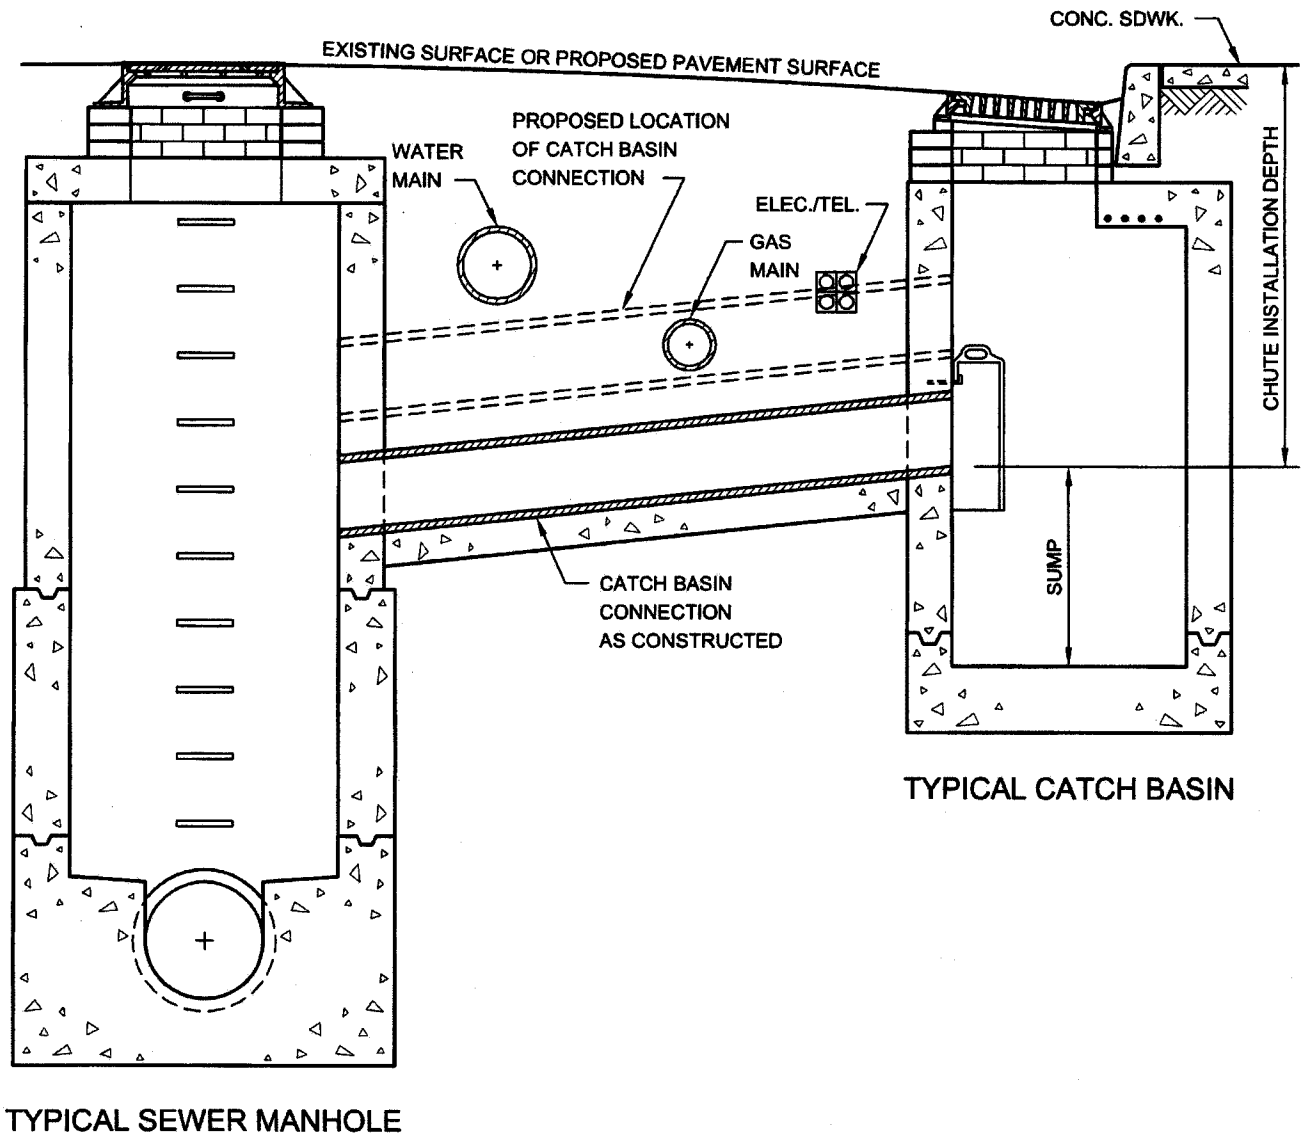 CONC. SDWK.
EXISTING SURFACE OR PROPOSED PAVEMENT SURFACE
PROPOSED LOCATION
OF CATCH BASIN
CONNECTION
WATER
MAIN
ELEC./TEL.
GAS
MAIN
CHUTE INSTALLATION DEPTH
SUMP
CATCH BASIN
CONNECTION
AS CONSTRUCTED
TYPICAL CATCH BASIN
TYPICAL SEWER MANHOLE